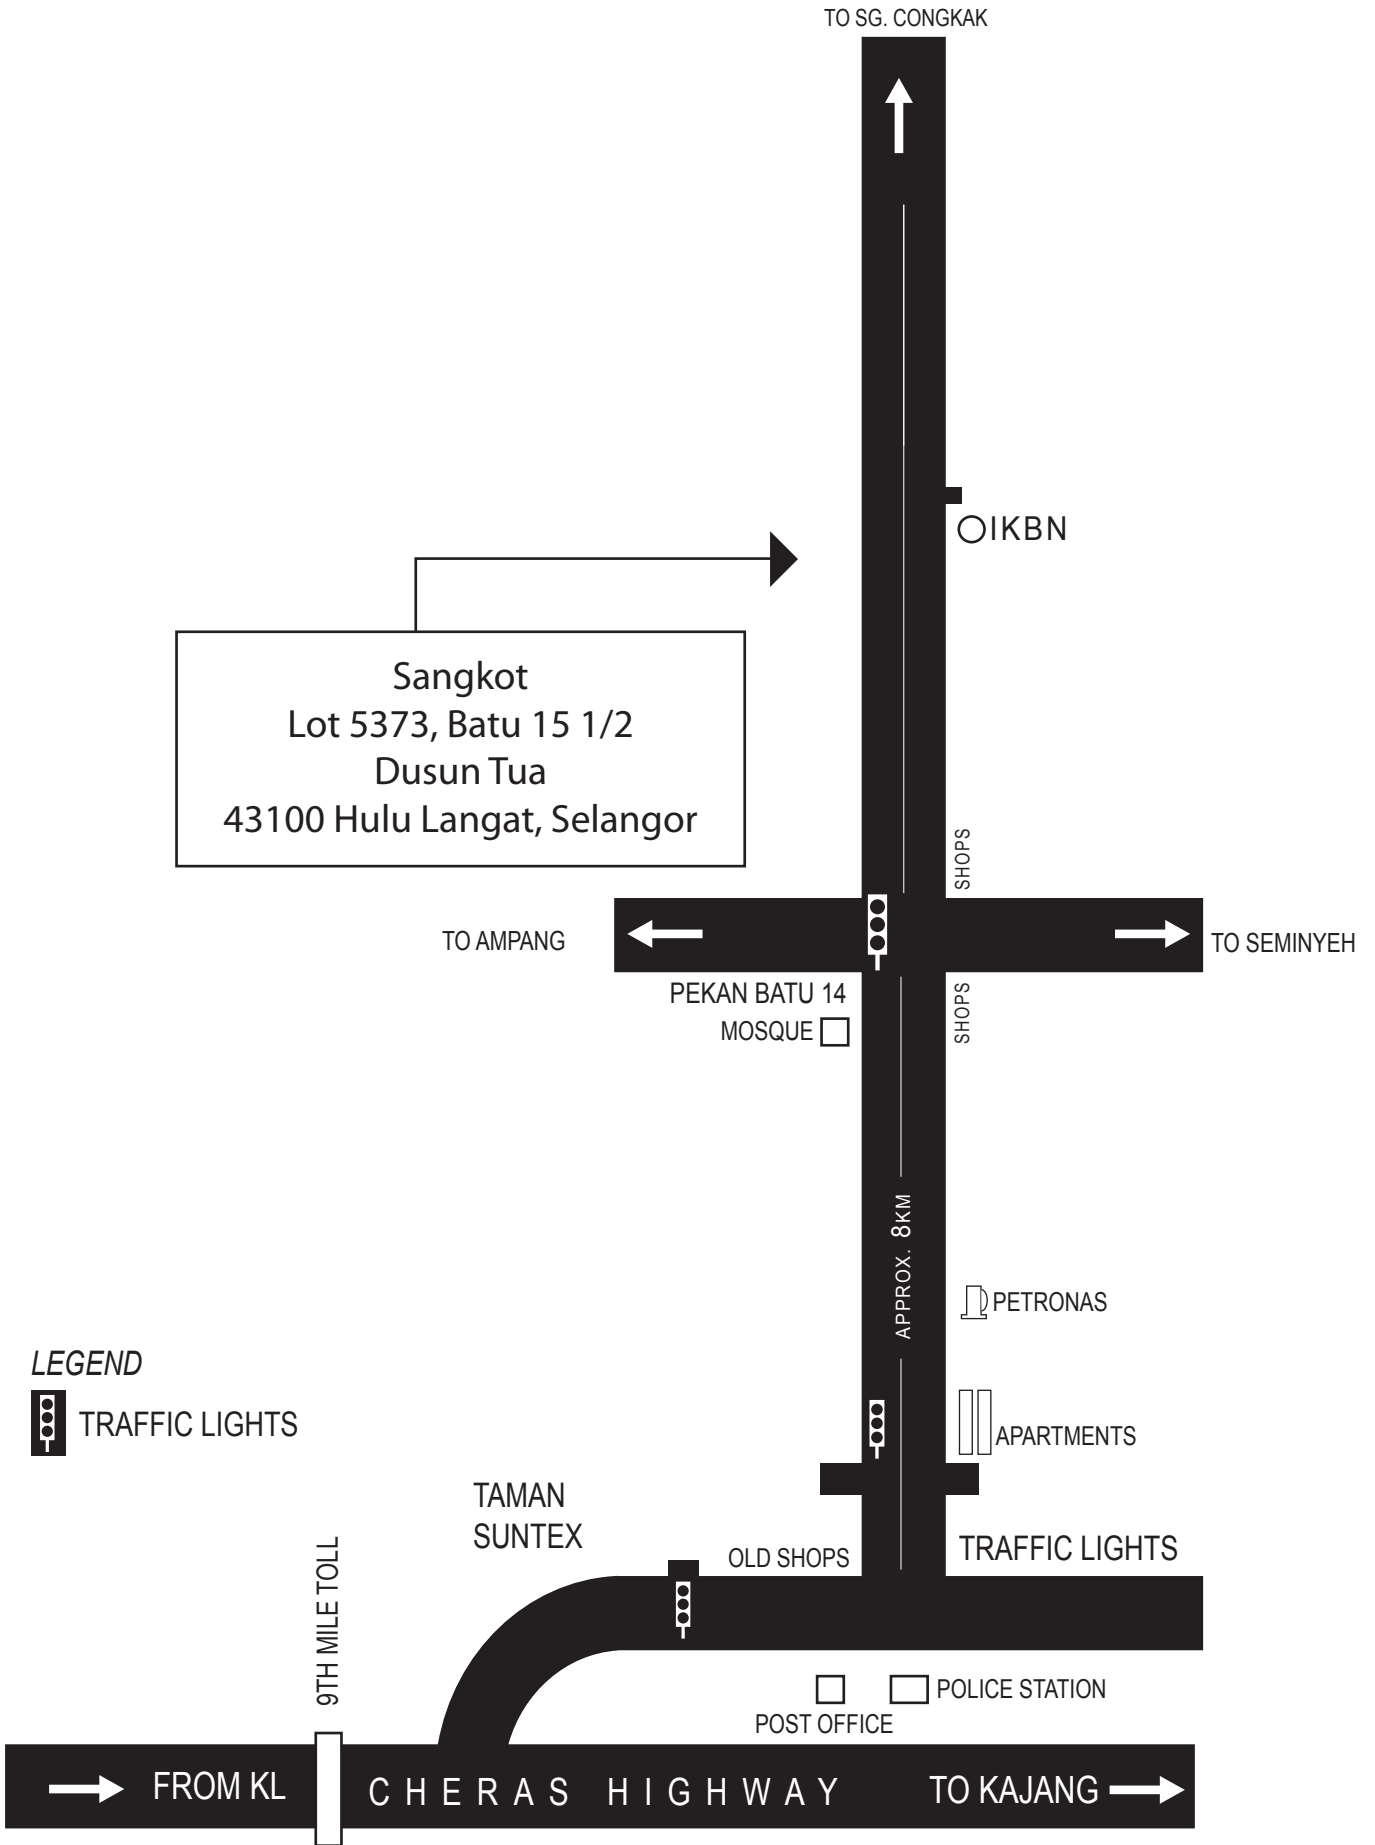 TO SG. CONGKAK
IKBN
Sangkot
Lot 5373, Batu 15 1/2
Dusun Tua
43100 Hulu Langat, Selangor
SHOPS
TO AMPANG
TO SEMINYEH
PEKAN BATU 14
MOSQUE
SHOPS
APPROX. 8KM
PETRONAS
LEGEND
TRAFFIC LIGHTS
APARTMENTS
TAMAN
SUNTEX
OLD SHOPS
TRAFFIC LIGHTS
9TH MILE TOLL
POLICE STATION
POST OFFICE
FROM KL
CHERAS HIGHWAY
TO KAJANG